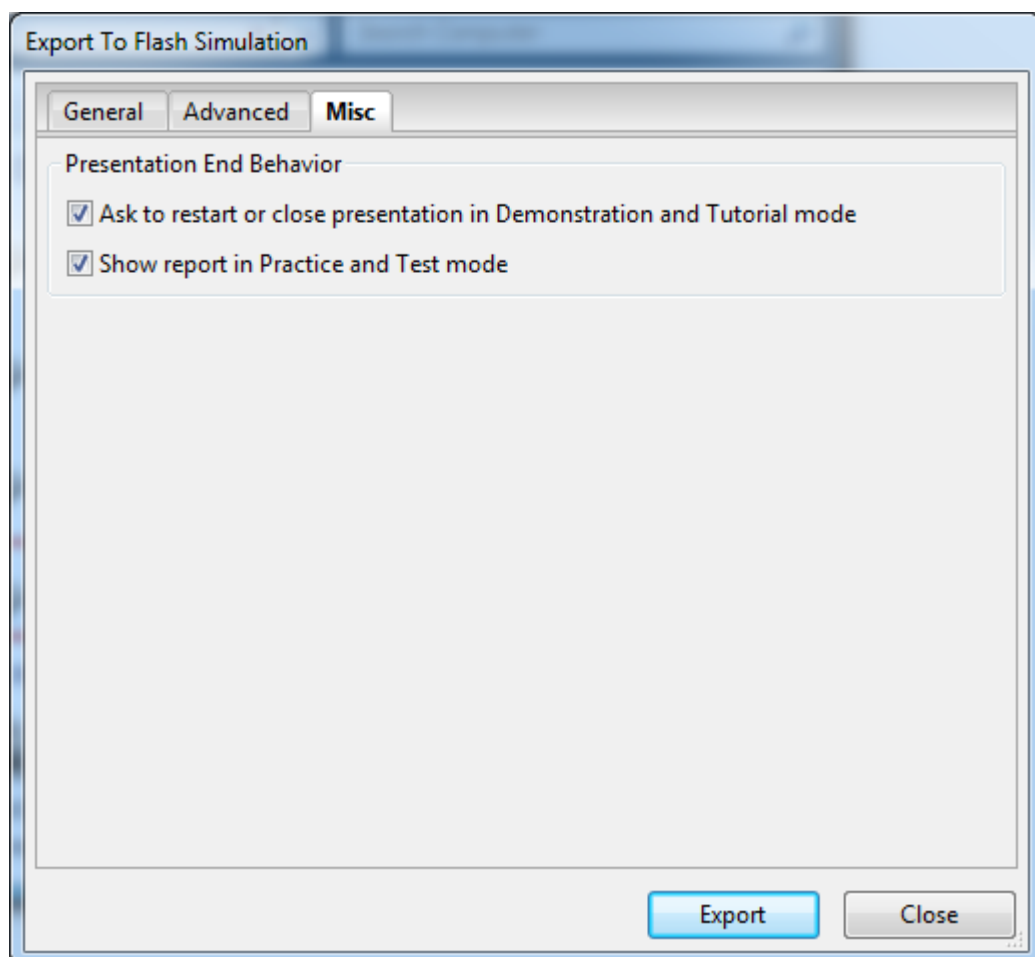 Export To Flash Simulation
General Advanced Misc
Presentation End Behavior
Ask to restart or close presentation in Demonstration and Tutorial mode
Show report in Practice and Test mode
Export Close